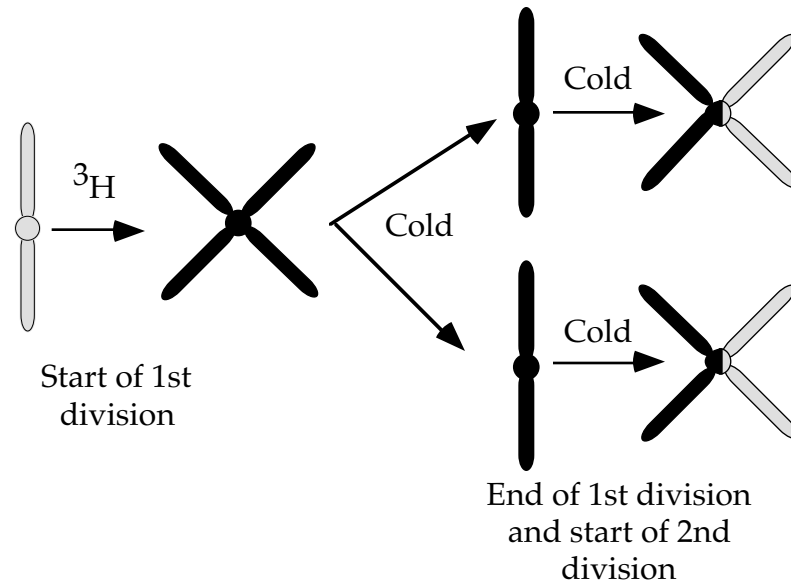 ³H
Start of 1st
division
Cold
Cold
Cold
End of 1st division
and start of 2nd
division